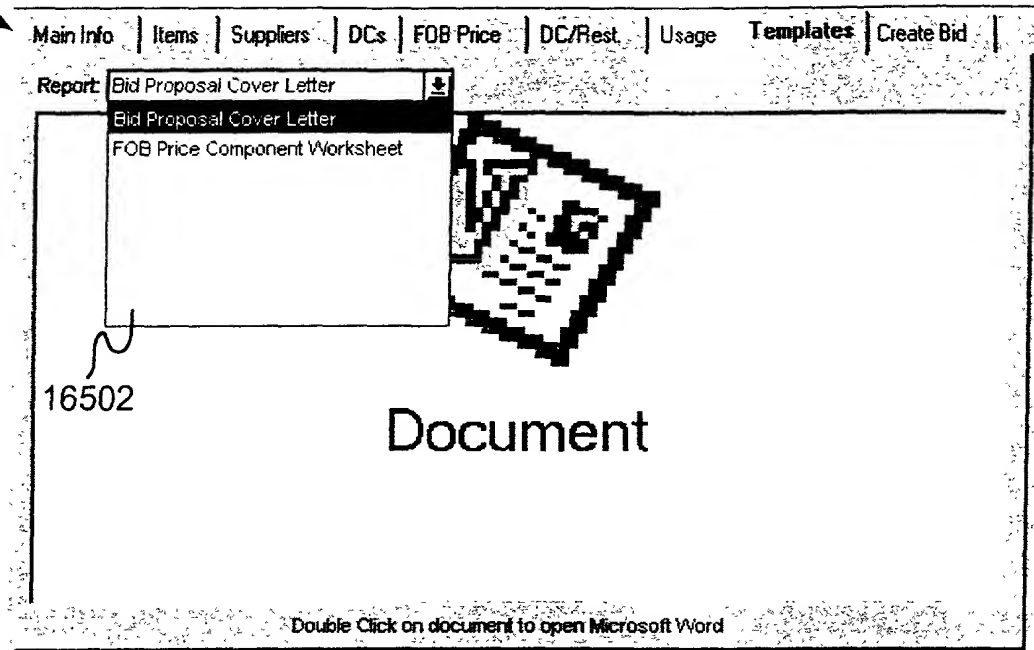 Main Info Items Suppliers DCs FOB Price DC/Rest. Usage Templates Create Bid
Report: Bid Proposal Cover Letter
Bid Proposal Cover Letter
FOB Price Component Worksheet
16502
Document
Double Click on document to open Microsoft Word